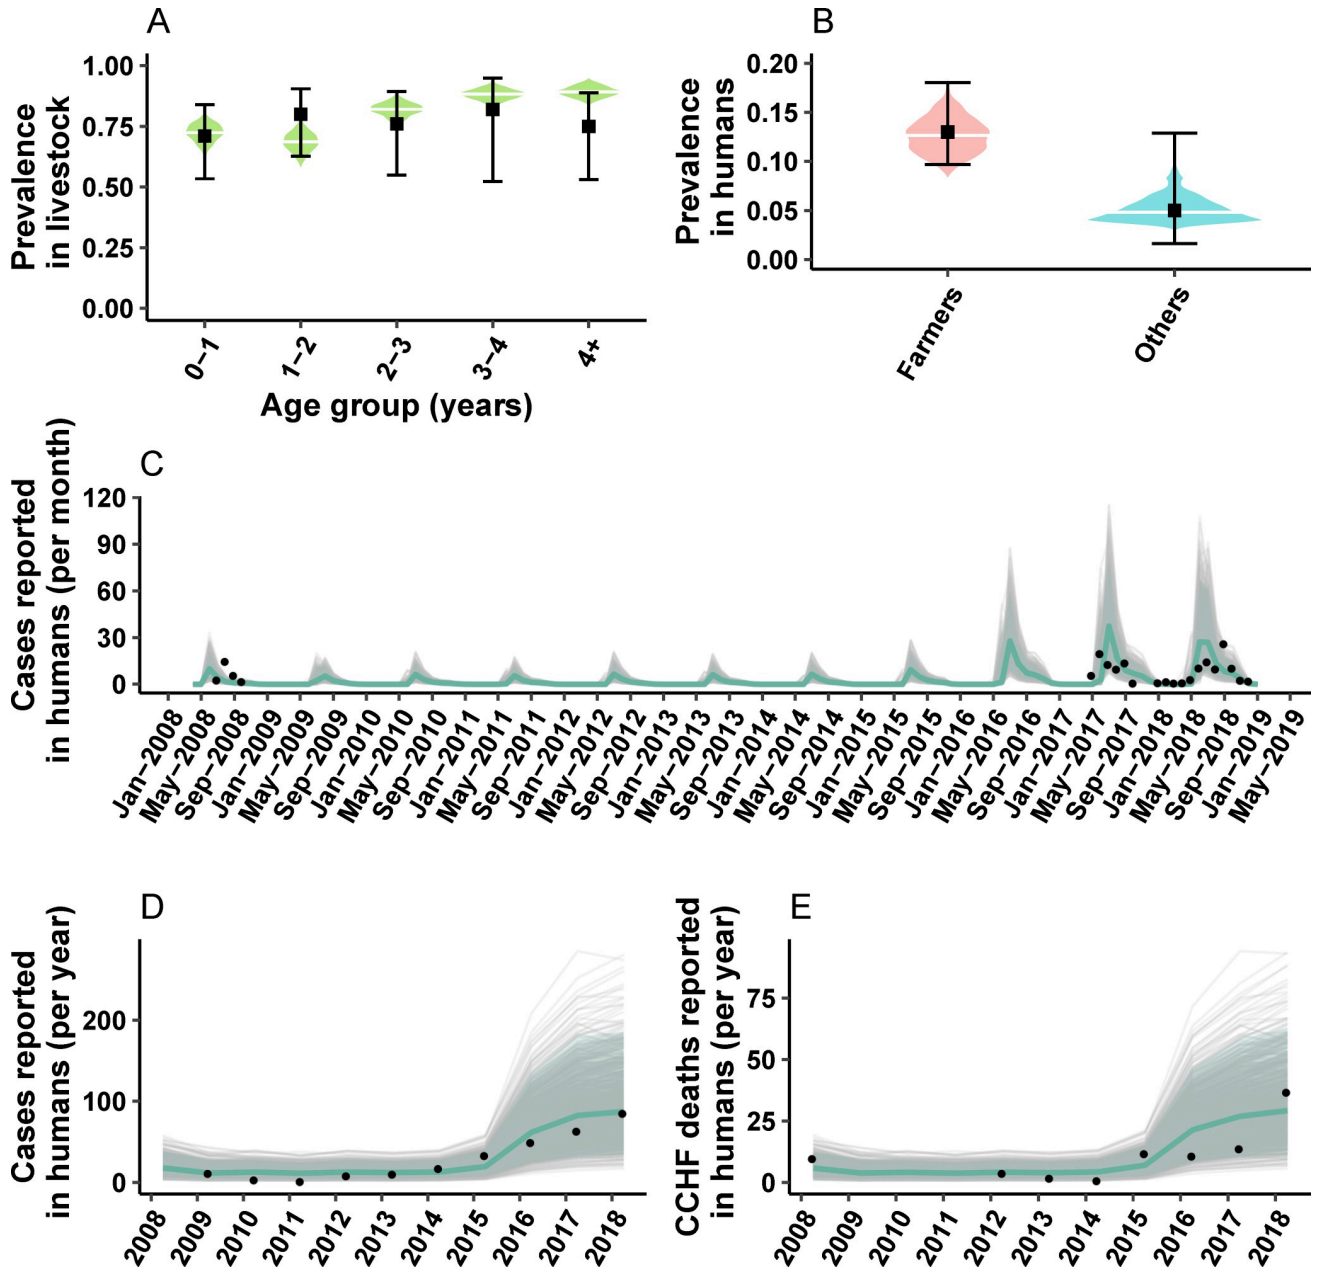 A
Prevalence
in livestock
1.00
0.75
0.50
0.25
0.00
0−1
1−2
2−3
3−4
4+
Age group (years)
B
Prevalence
in humans
0.20
0.15
0.10
0.05
0.00
Farmers
Others
C
Cases reported
in humans (per month)
120
90
60
30
0
Jan−2008
May−2008
Sep−2008
Jan−2009
May−2009
Sep−2009
Jan−2010
May−2010
Sep−2010
Jan−2011
May−2011
Sep−2011
Jan−2012
May−2012
Sep−2012
Jan−2013
May−2013
Sep−2013
Jan−2014
May−2014
Sep−2014
Jan−2015
May−2015
Sep−2015
Jan−2016
May−2016
Sep−2016
Jan−2017
May−2017
Sep−2017
Jan−2018
May−2018
Sep−2018
Jan−2019
May−2019
D
Cases reported
in humans (per year)
200
100
0
2008
2009
2010
2011
2012
2013
2014
2015
2016
2017
2018
E
CCHF deaths reported
in humans (per year)
75
50
25
0
2008
2009
2010
2011
2012
2013
2014
2015
2016
2017
2018